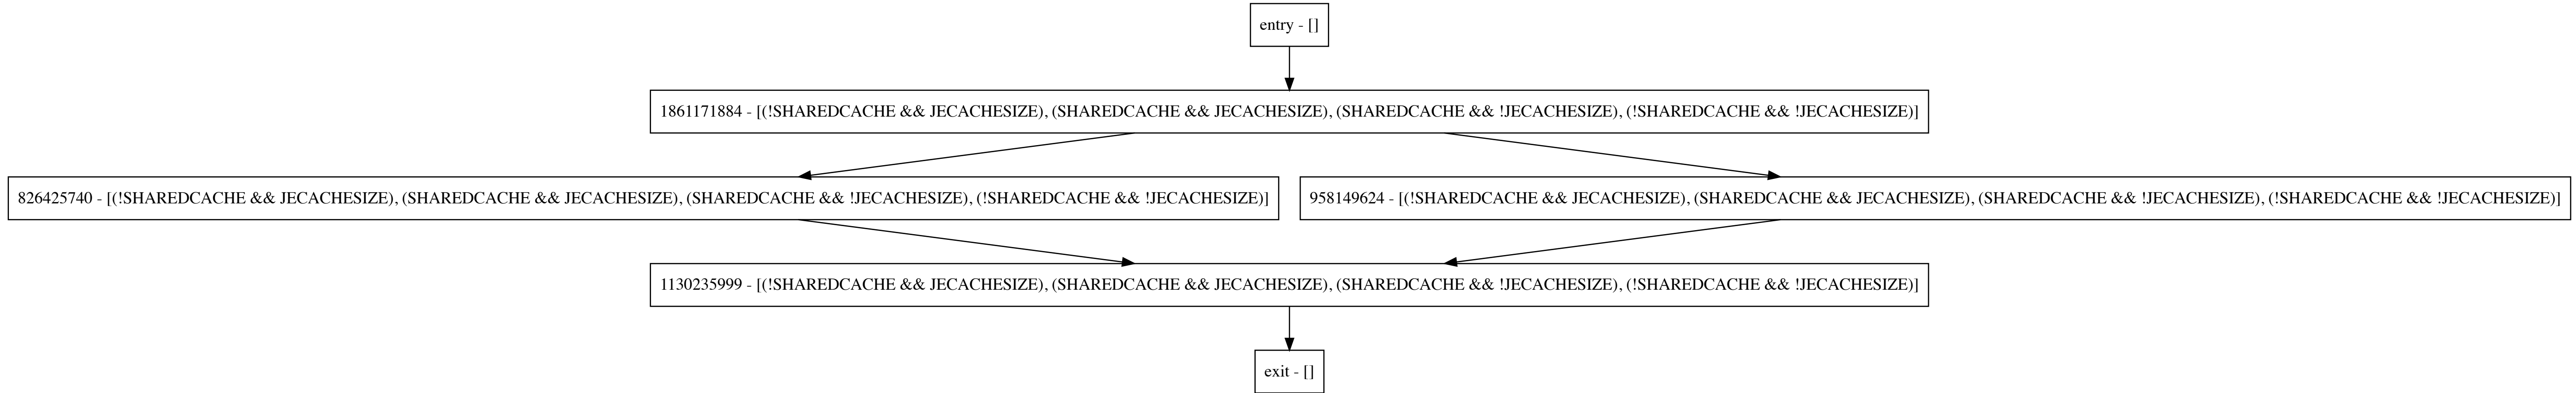 entry - []
1861171884 - [(!SHAREDCACHE && JECACHESIZE), (SHAREDCACHE && JECACHESIZE), (SHAREDCACHE && !JECACHESIZE), (!SHAREDCACHE && !JECACHESIZE)]
826425740 - [(!SHAREDCACHE && JECACHESIZE), (SHAREDCACHE && JECACHESIZE), (SHAREDCACHE && !JECACHESIZE), (!SHAREDCACHE && !JECACHESIZE)]
958149624 - [(!SHAREDCACHE && JECACHESIZE), (SHAREDCACHE && JECACHESIZE), (SHAREDCACHE && !JECACHESIZE), (!SHAREDCACHE && !JECACHESIZE)]
1130235999 - [(!SHAREDCACHE && JECACHESIZE), (SHAREDCACHE && JECACHESIZE), (SHAREDCACHE && !JECACHESIZE), (!SHAREDCACHE && !JECACHESIZE)]
exit - []